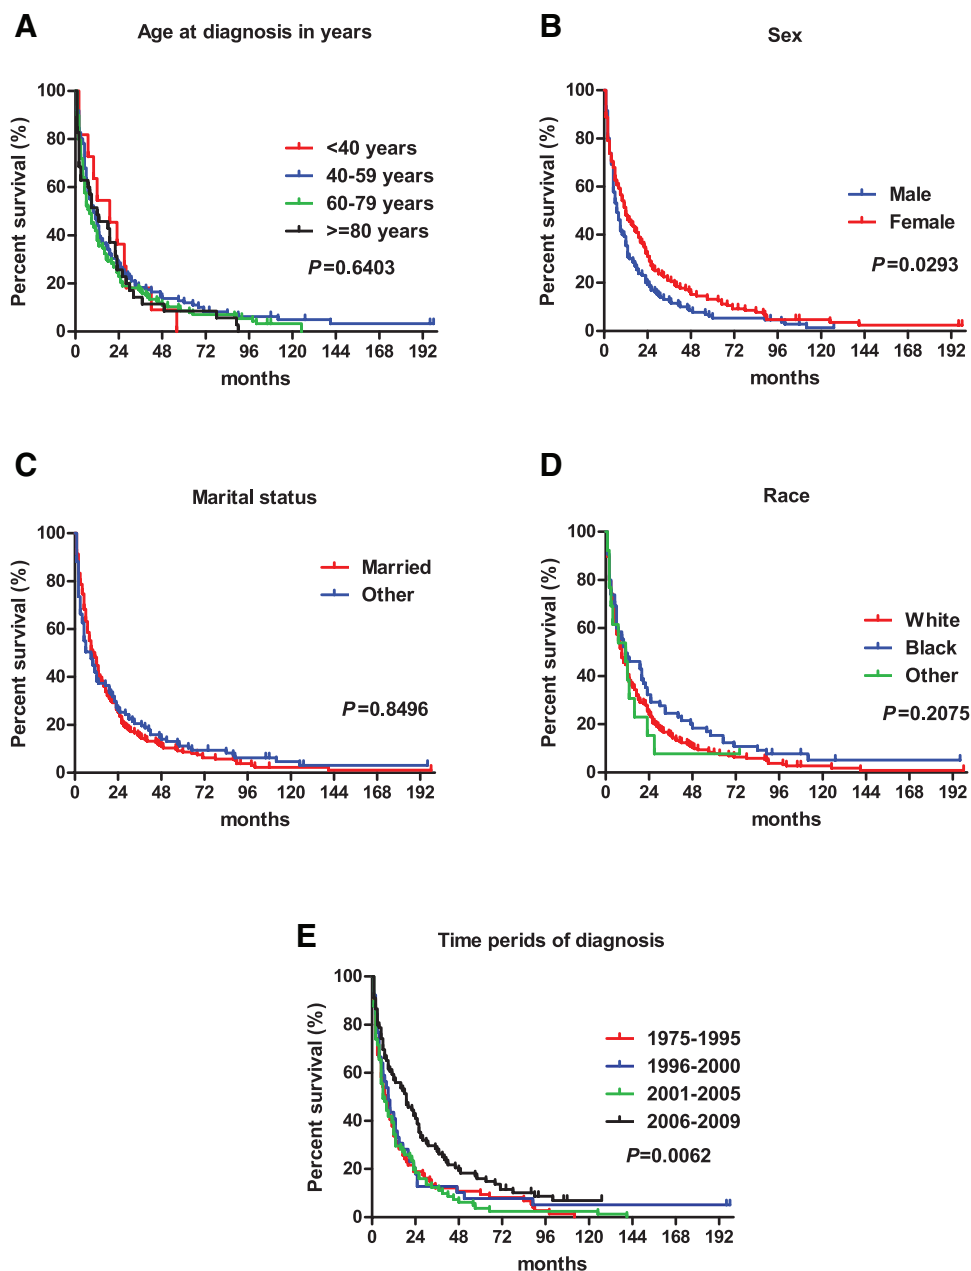 A
Age at diagnosis in years
Percent survival (%)
100
80
60
40
20
0
0 24 48 72 96 120 144 168 192
months
<40 years
40-59 years
60-79 years
>=80 years
P=0.6403
B
Sex
Percent survival (%)
100
80
60
40
20
0
0 24 48 72 96 120 144 168 192
months
Male
Female
P=0.0293
C
Marital status
Percent survival (%)
100
80
60
40
20
0
0 24 48 72 96 120 144 168 192
months
Married
Other
P=0.8496
D
Race
Percent survival (%)
100
80
60
40
20
0
0 24 48 72 96 120 144 168 192
months
White
Black
Other
P=0.2075
E
Time perids of diagnosis
Percent survival (%)
100
80
60
40
20
0
0 24 48 72 96 120 144 168 192
months
1975-1995
1996-2000
2001-2005
2006-2009
P=0.0062